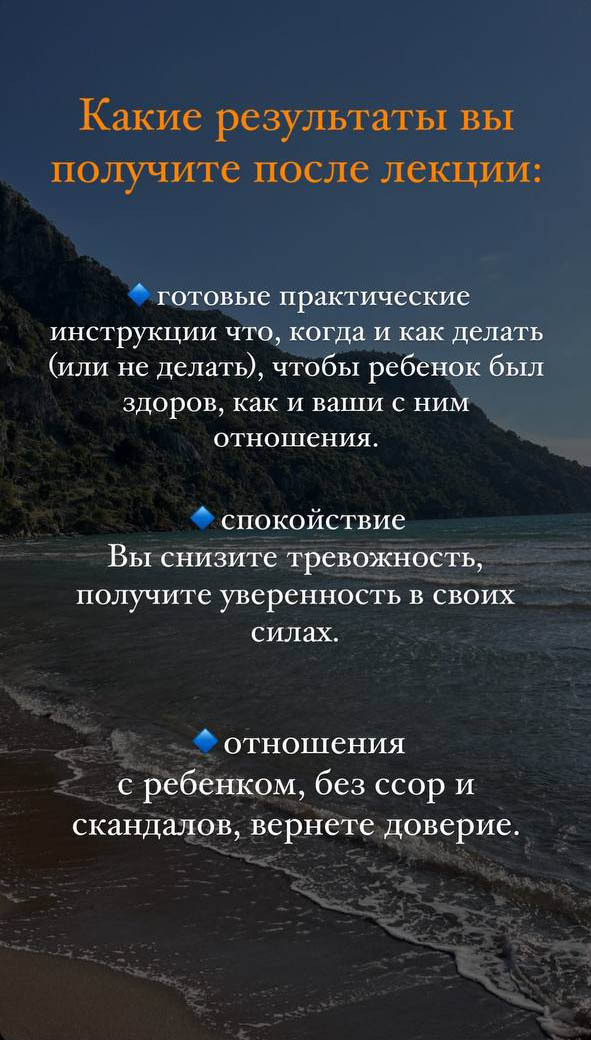 Какие результаты вы
получите после лекции:
🔹готовые практические
инструкции что, когда и как делать
(или не делать), чтобы ребенок был
здоров, как и ваши с ним
отношения.
🔹спокойствие
Вы снизите тревожность,
получите уверенность в своих
силах.
🔹отношения
с ребенком, без ссор и
скандалов, вернете доверие.